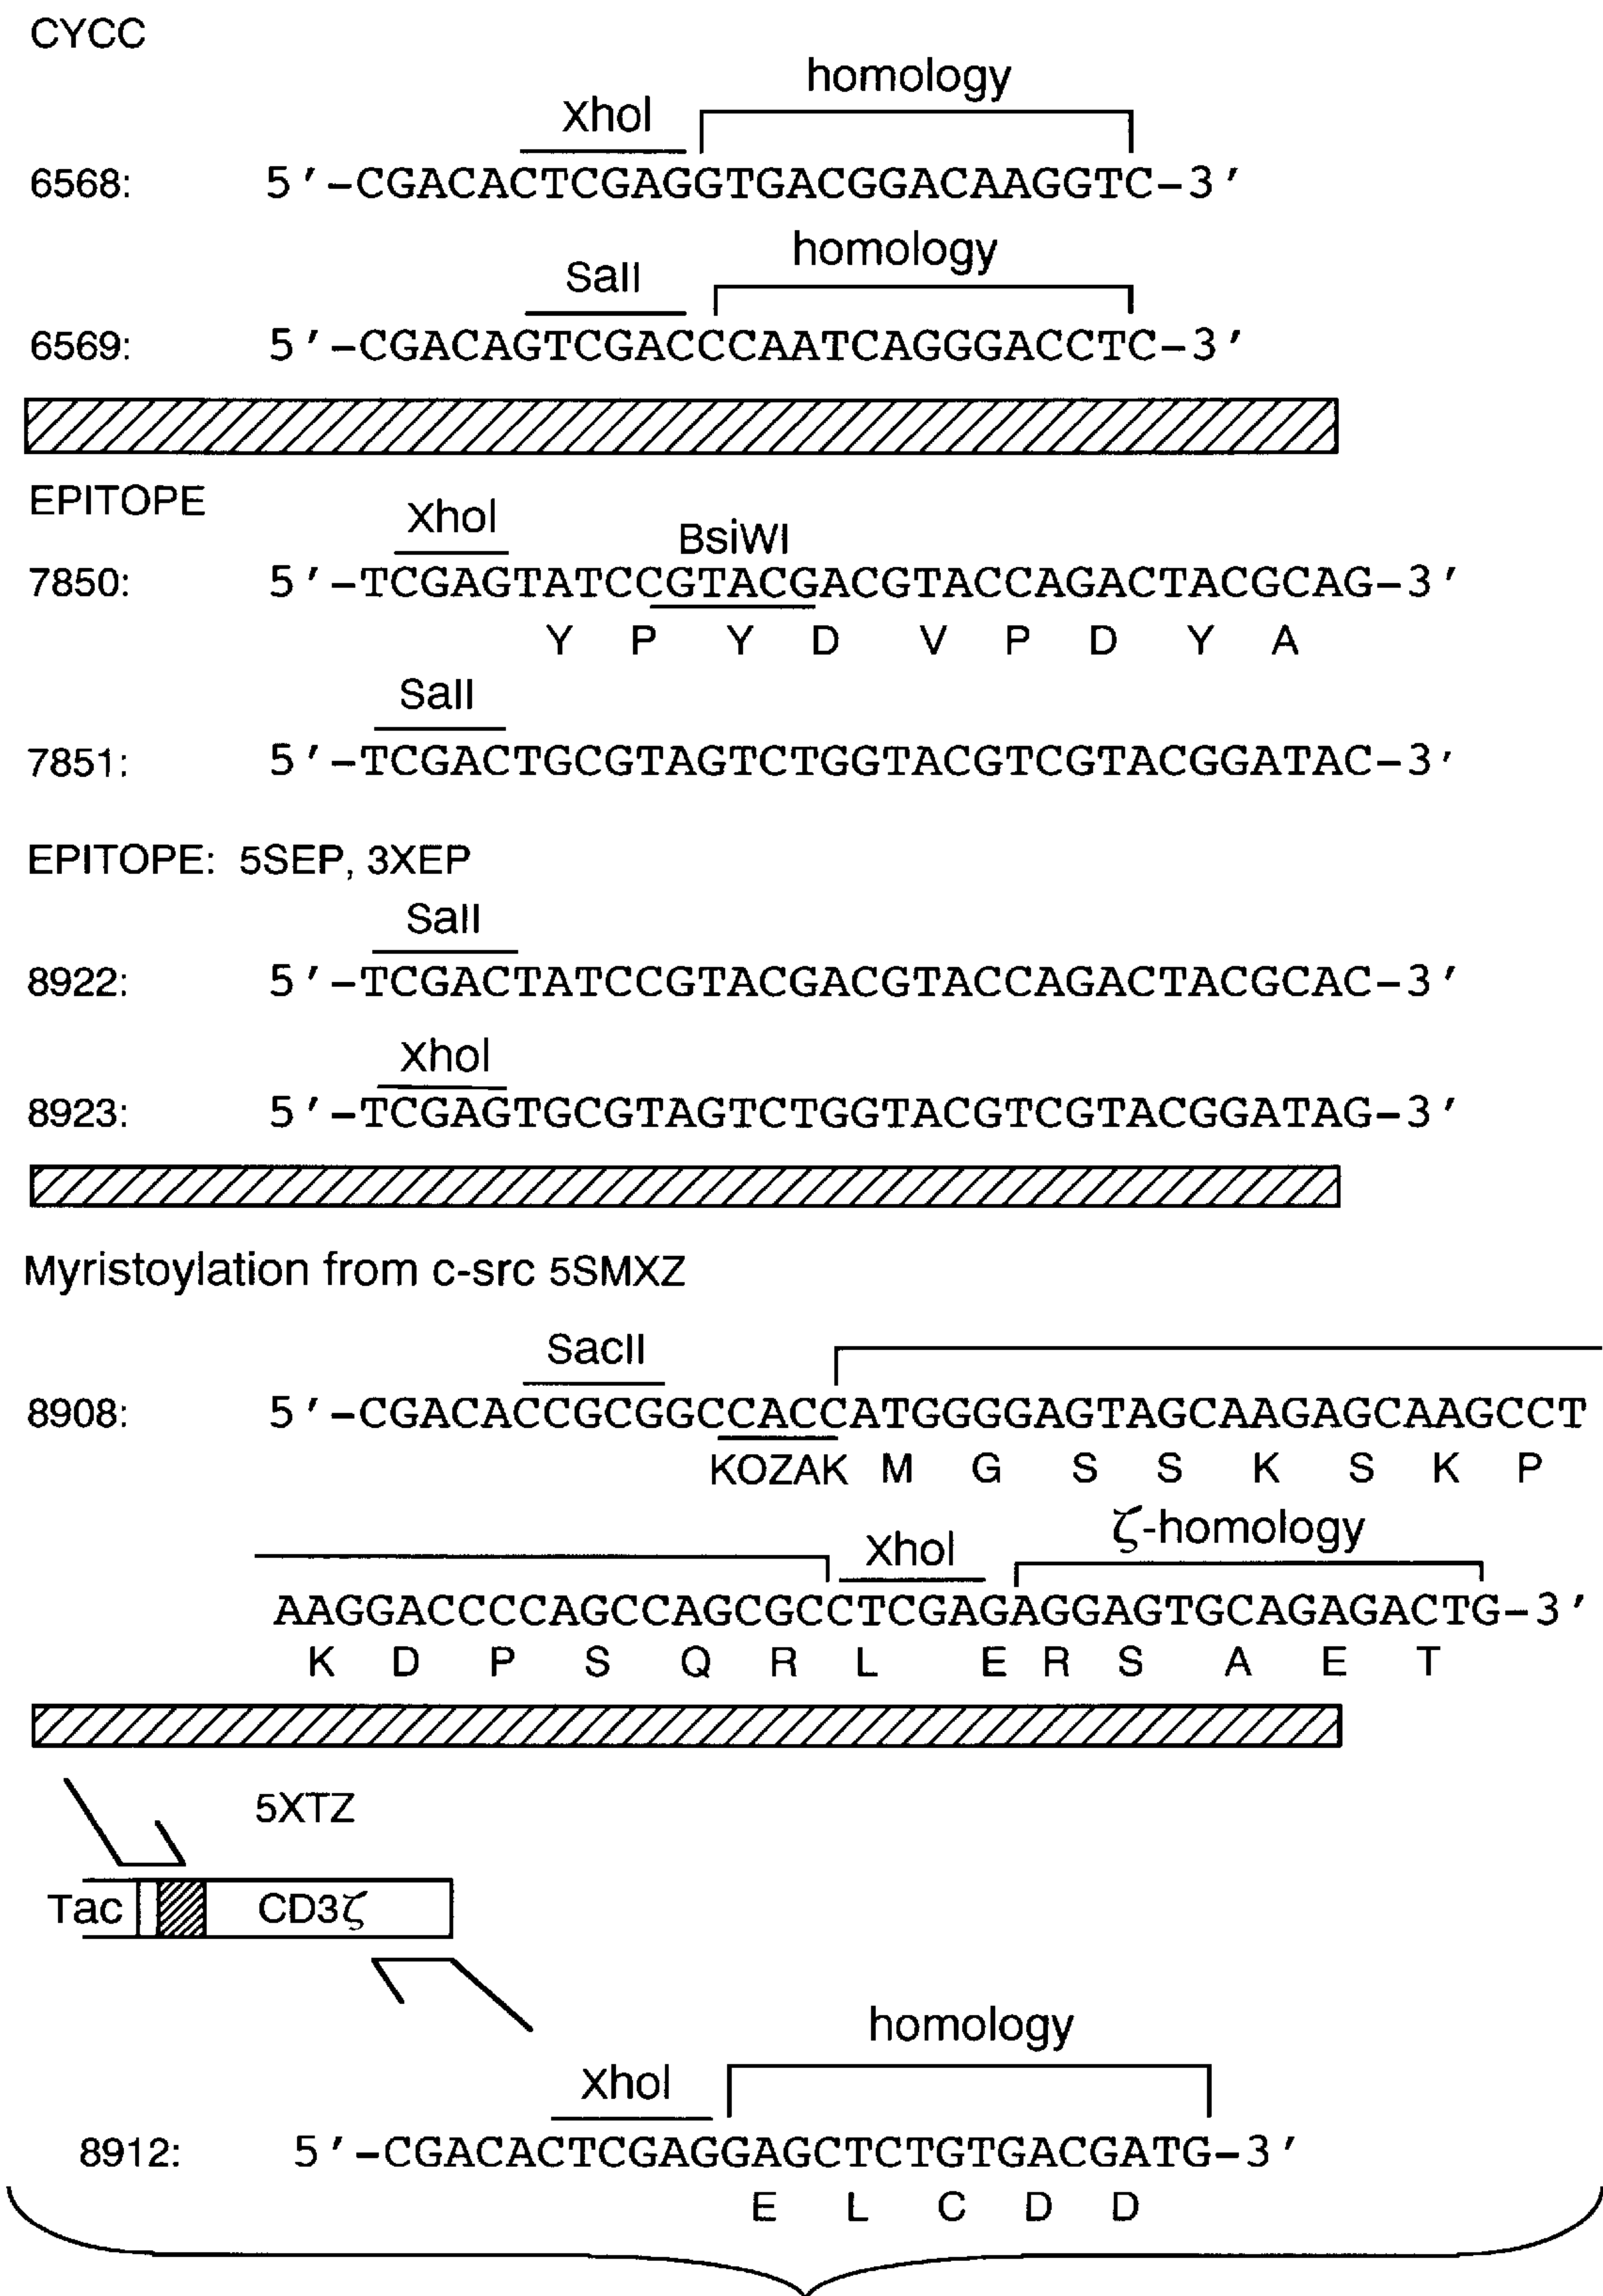 CYCC
homology
XhoI
6568: 5'-CGACACTCGAGGTGACGGACAAGGTC-3'
homology
SalI
6569: 5'-CGACAGTCGACCCAATCAGGGACCTC-3'
EPITOPE
XhoI
BsiWI
7850: 5'-TCGAGTATCCGTACGACGTACCAGACTACGCAG-3'
Y P Y D V P D Y A
SalI
7851: 5'-TCGACTGCGTAGTCTGGTACGTCGTACGGATAC-3'
EPITOPE: 5SEP, 3XEP
SalI
8922: 5'-TCGACTATCCGTACGACGTACCAGACTACGCAC-3'
XhoI
8923: 5'-TCGAGTGCGTAGTCTGGTACGTCGTACGGATAG-3'
Myristoylation from c-src 5SMXZ
SacII
8908: 5'-CGACACCGCGGCCACCATGGGGAGTAGCAAGAGCAAGCCT
KOZAK M G S S K S K P
XhoI ζ-homology
AAGGACCCCAGCCAGCGCCTCGAGAGGAGTGCAGAGACTG-3'
K D P S Q R L E R S A E T
5XTZ
Tac CD3ζ
homology
XhoI
8912: 5'-CGACACTCGAGGAGCTCTGTGACGATG-3'
E L C D D